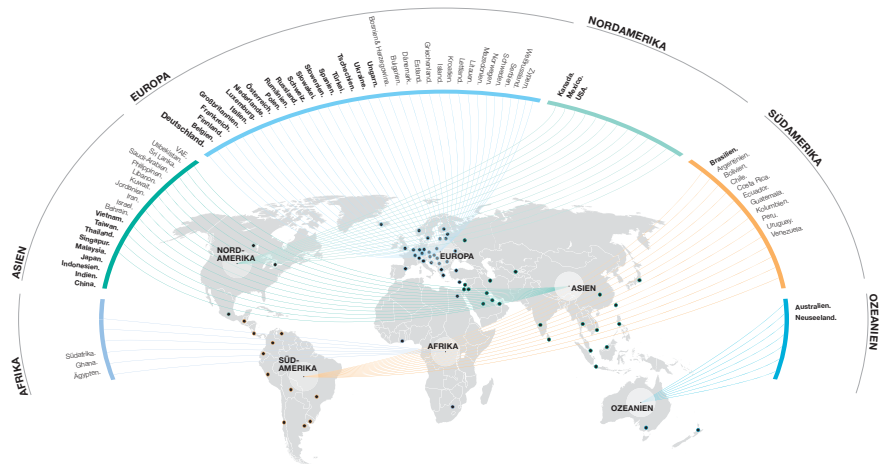 AFRIKA
Südafrika.
Ghana.
Ägypten.
ASIEN
VAE.
Usbekistan.
Sri Lanka.
Saudi-Arabien.
Philippinen.
Libanon.
Kuwait.
Jordanien.
Iran.
Israel.
Bahrein.
Vietnam.
Taiwan.
Thailand.
Singapur.
Malaysia.
Japan.
Indonesien.
Indien.
China.
EUROPA
Deutschland.
Belgien.
Finnland.
Frankreich.
Großbritannien.
Italien.
Luxemburg.
Niederlande.
Österreich.
Polen.
Rumänien.
Russland.
Schweiz.
Slowakei.
Slowenien.
Spanien.
Türkei.
Tschechien.
Ukraine.
Ungarn.
Bosnien & Herzegowina.
Bulgarien.
Dänemark.
Estland.
Griechenland.
Island.
Kroatien.
Lettland.
Litauen.
Mazedonien.
Norwegen.
Schweden.
Serbien.
Weißrussland.
Zypern.
NORDAMERIKA
Kanada.
Mexico.
USA.
SÜDAMERIKA
Brasilien.
Argentinien.
Bolivien.
Chile.
Costa Rica.
Ecuador.
Guatemala.
Kolumbien.
Peru.
Uruguay.
Venezuela.
OZEANIEN
Australien.
Neuseeland.
NORD-
AMERIKA
EUROPA
ASIEN
AFRIKA
SÜD-
AMERIKA
OZEANIEN